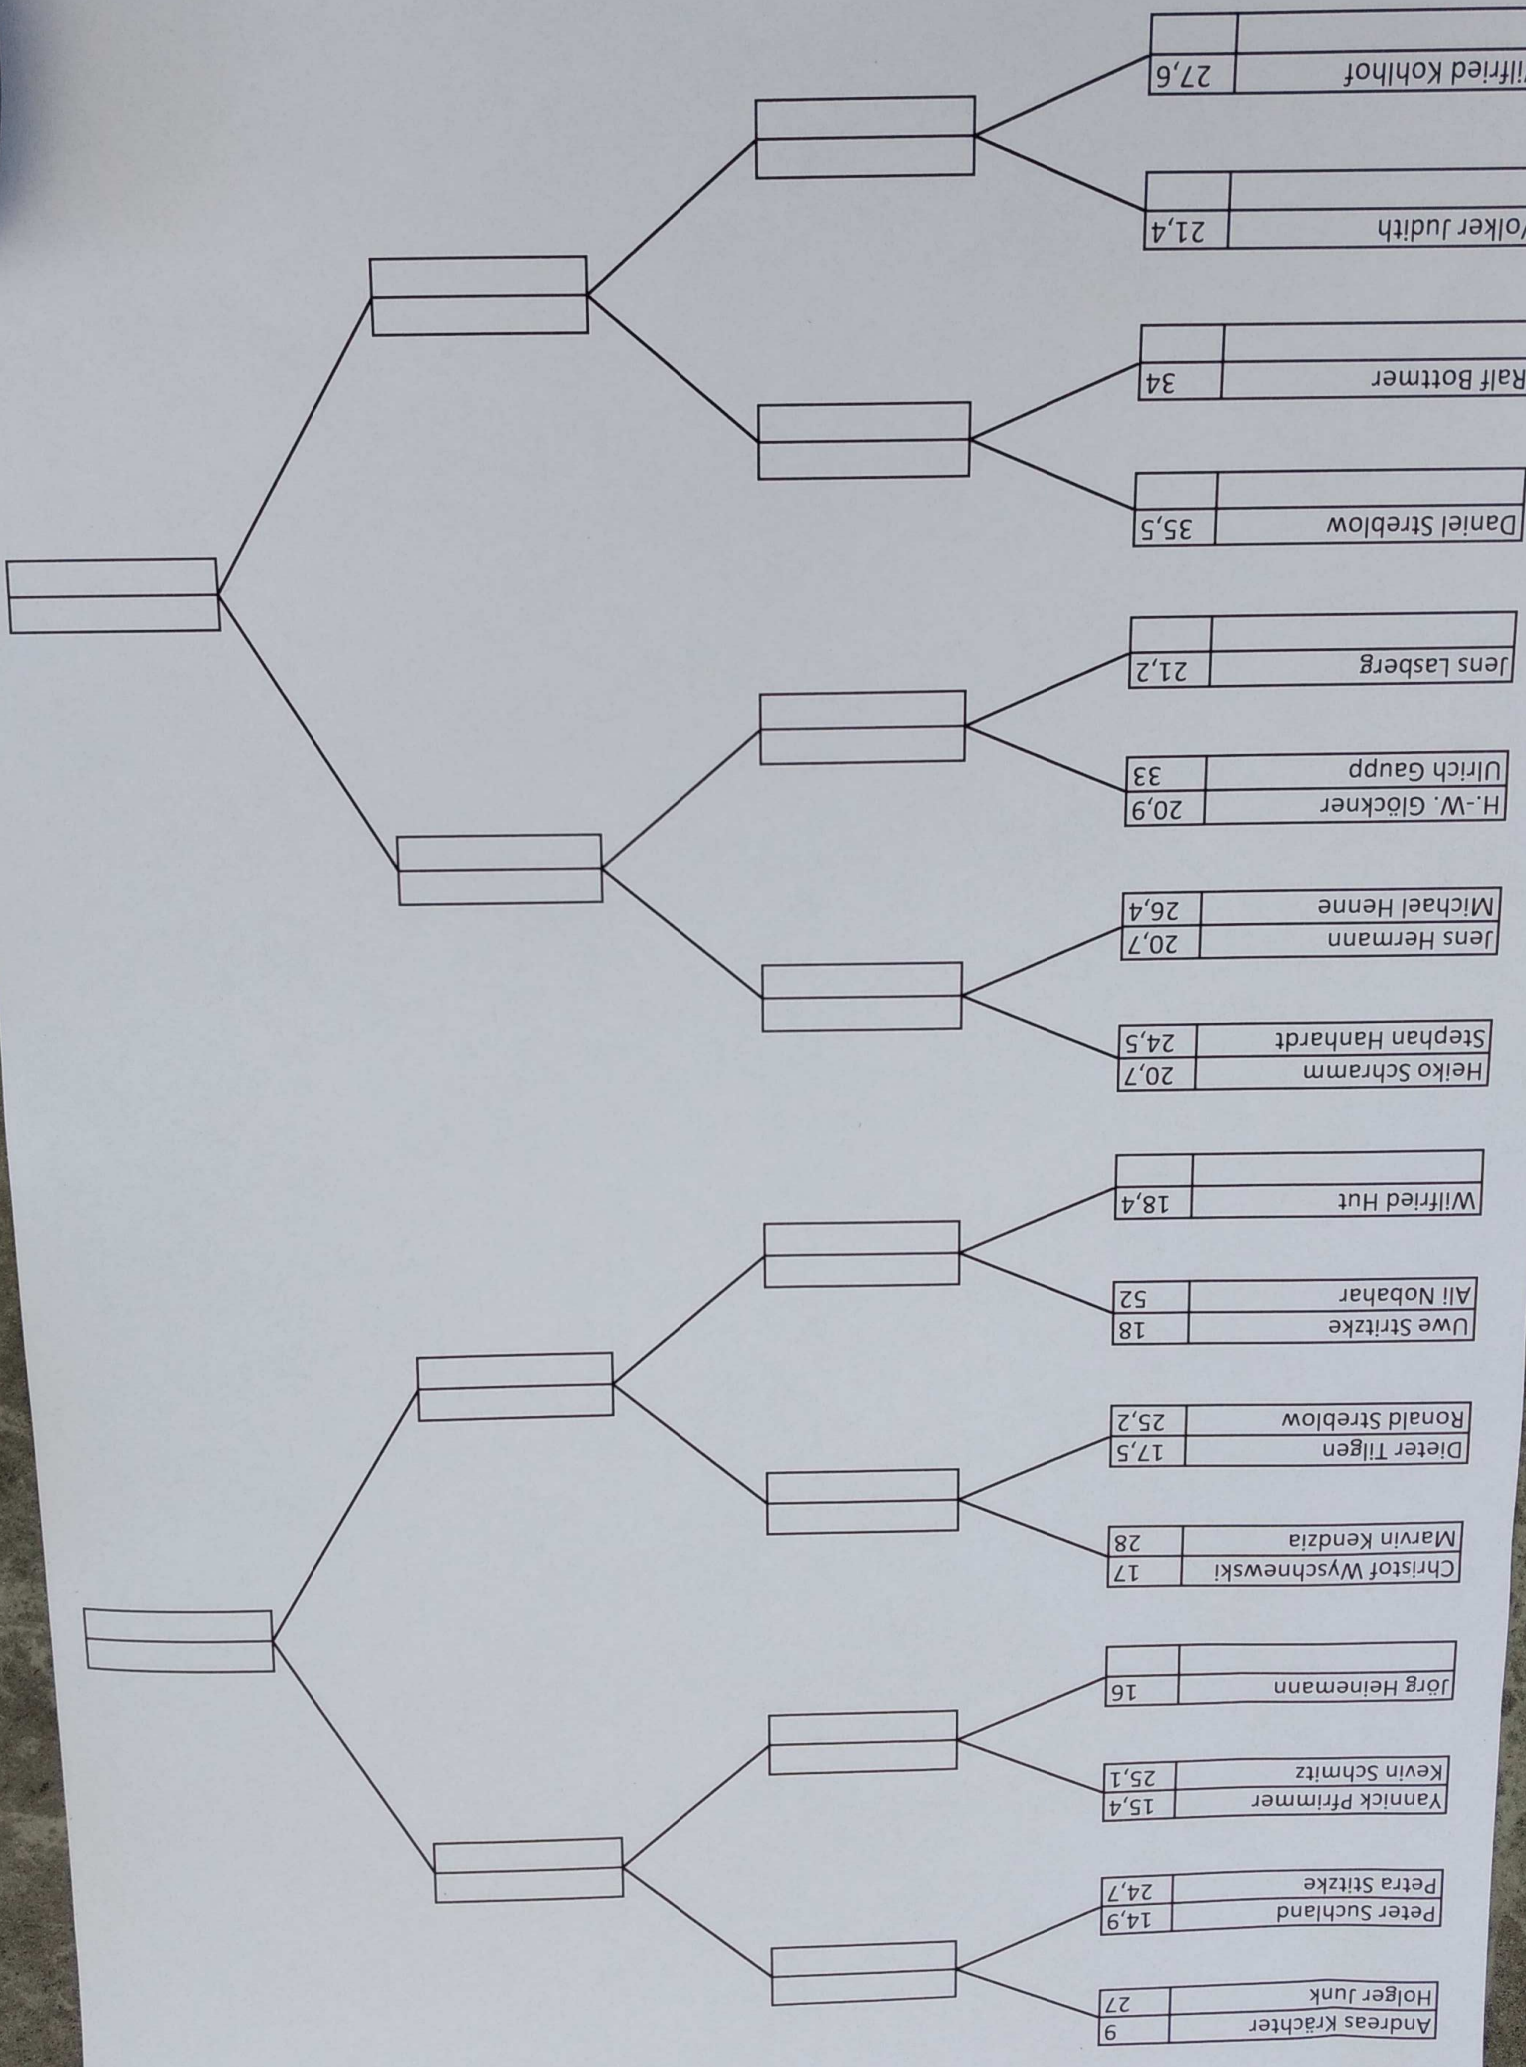 Andreas Krächter 9
Holger Junk 27
Peter Suchland 14,9
Petra Stitzke 24,7
Yannick Pfrimmer 15,4
Kevin Schmitz 25,1
Jörg Heinemann 16
Christof Wyschnewski 17
Marvin Kendzia 28
Dieter Tilgen 17,5
Ronald Streblow 25,2
Uwe Stritzke 18
Ali Nobahar 52
Wilfried Hut 18,4
Heiko Schramm 20,7
Stephan Hanhardt 24,5
Jens Hermann 20,7
Michael Henne 26,4
H.-W. Glöckner 20,9
Ulrich Gaupp 33
Jens Lasberg 21,2
Daniel Streblow 35,5
Ralf Bottmer 34
Volker Judith 21,4
ilfried Kohlhof 27,6